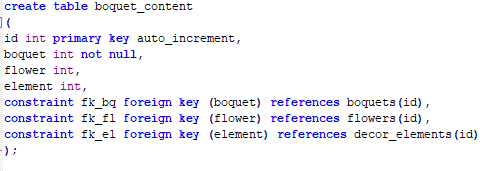 create table boquet_content
(
id int primary key auto_increment,
boquet int not null,
flower int,
element int,
constraint fk_bq foreign key (boquet) references boquets(id),
constraint fk_fl foreign key (flower) references flowers(id),
constraint fk_el foreign key (element) references decor_elements(id)
);